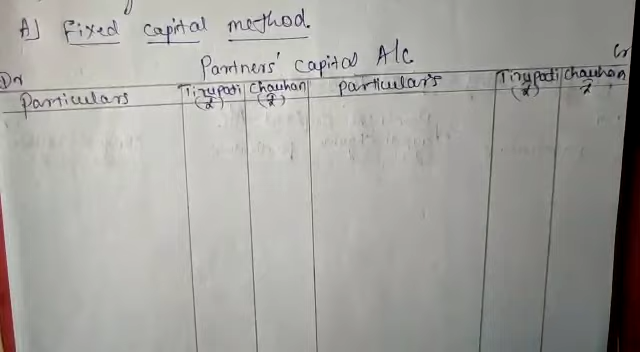 A] Fixed capital method.
Partners' capital A/c
Dr Cr
Particulars Tirupati (₹) chauhan (₹) particulars Tirupati (₹) chauhan ₹